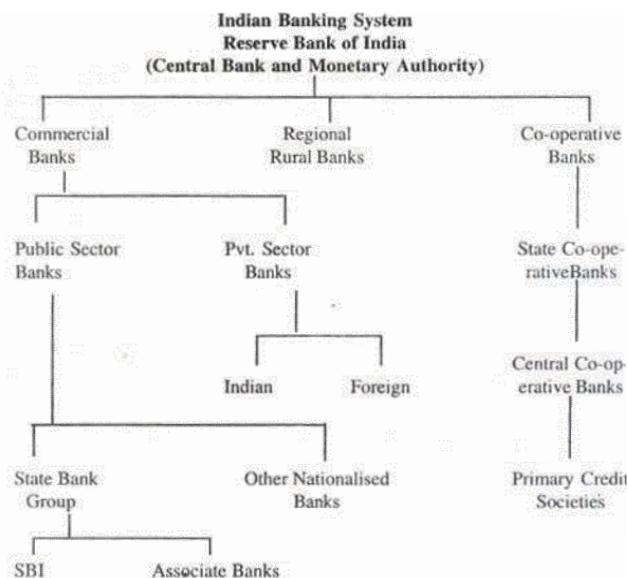 Indian Banking System
Reserve Bank of India
(Central Bank and Monetary Authority)
Commercial
Banks
Regional
Rural Banks
Co-operative
Banks
Public Sector
Banks
Pvt. Sector
Banks
State Co-ope-
rativeBanks
Indian
Foreign
Central Co-op-
erative Banks
State Bank
Group
Other Nationalised
Banks
Primary Credit
Societies
SBI
Associate Banks